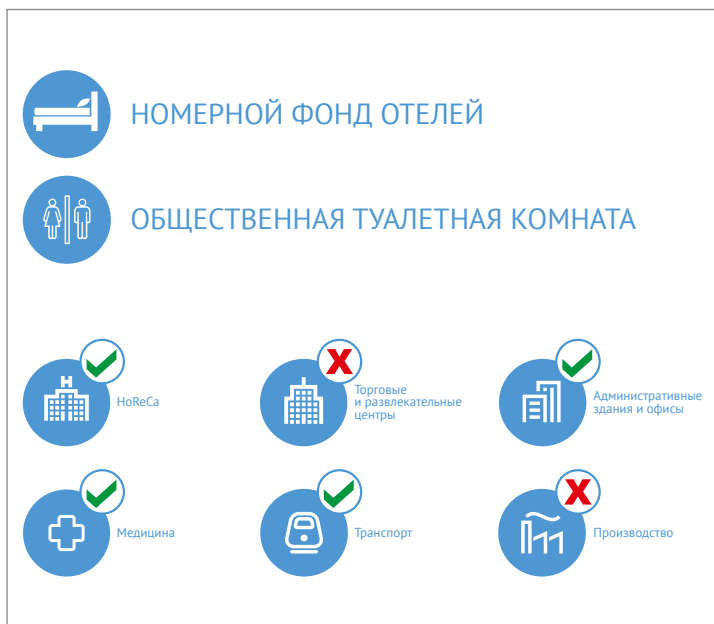 НОМЕРНОЙ ФОНД ОТЕЛЕЙ
ОБЩЕСТВЕННАЯ ТУАЛЕТНАЯ КОМНАТА
H
HoReCa
Торговые
и развлекательные
центры
Административные
здания и офисы
Медицина
Транспорт
Производство